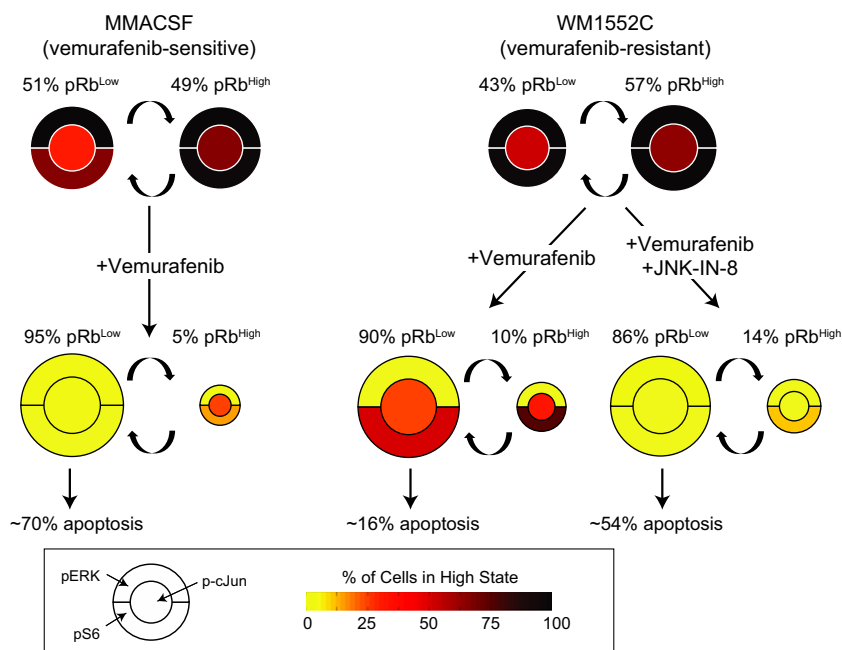 MMACSF
(vemurafenib-sensitive)
51% pRbLow
49% pRbHigh
+Vemurafenib
95% pRbLow
5% pRbHigh
~70% apoptosis
WM1552C
(vemurafenib-resistant)
43% pRbLow
57% pRbHigh
+Vemurafenib
+Vemurafenib
+JNK-IN-8
90% pRbLow
10% pRbHigh
86% pRbLow
14% pRbHigh
~16% apoptosis
~54% apoptosis
pERK
p-cJun
pS6
% of Cells in High State
0 25 50 75 100